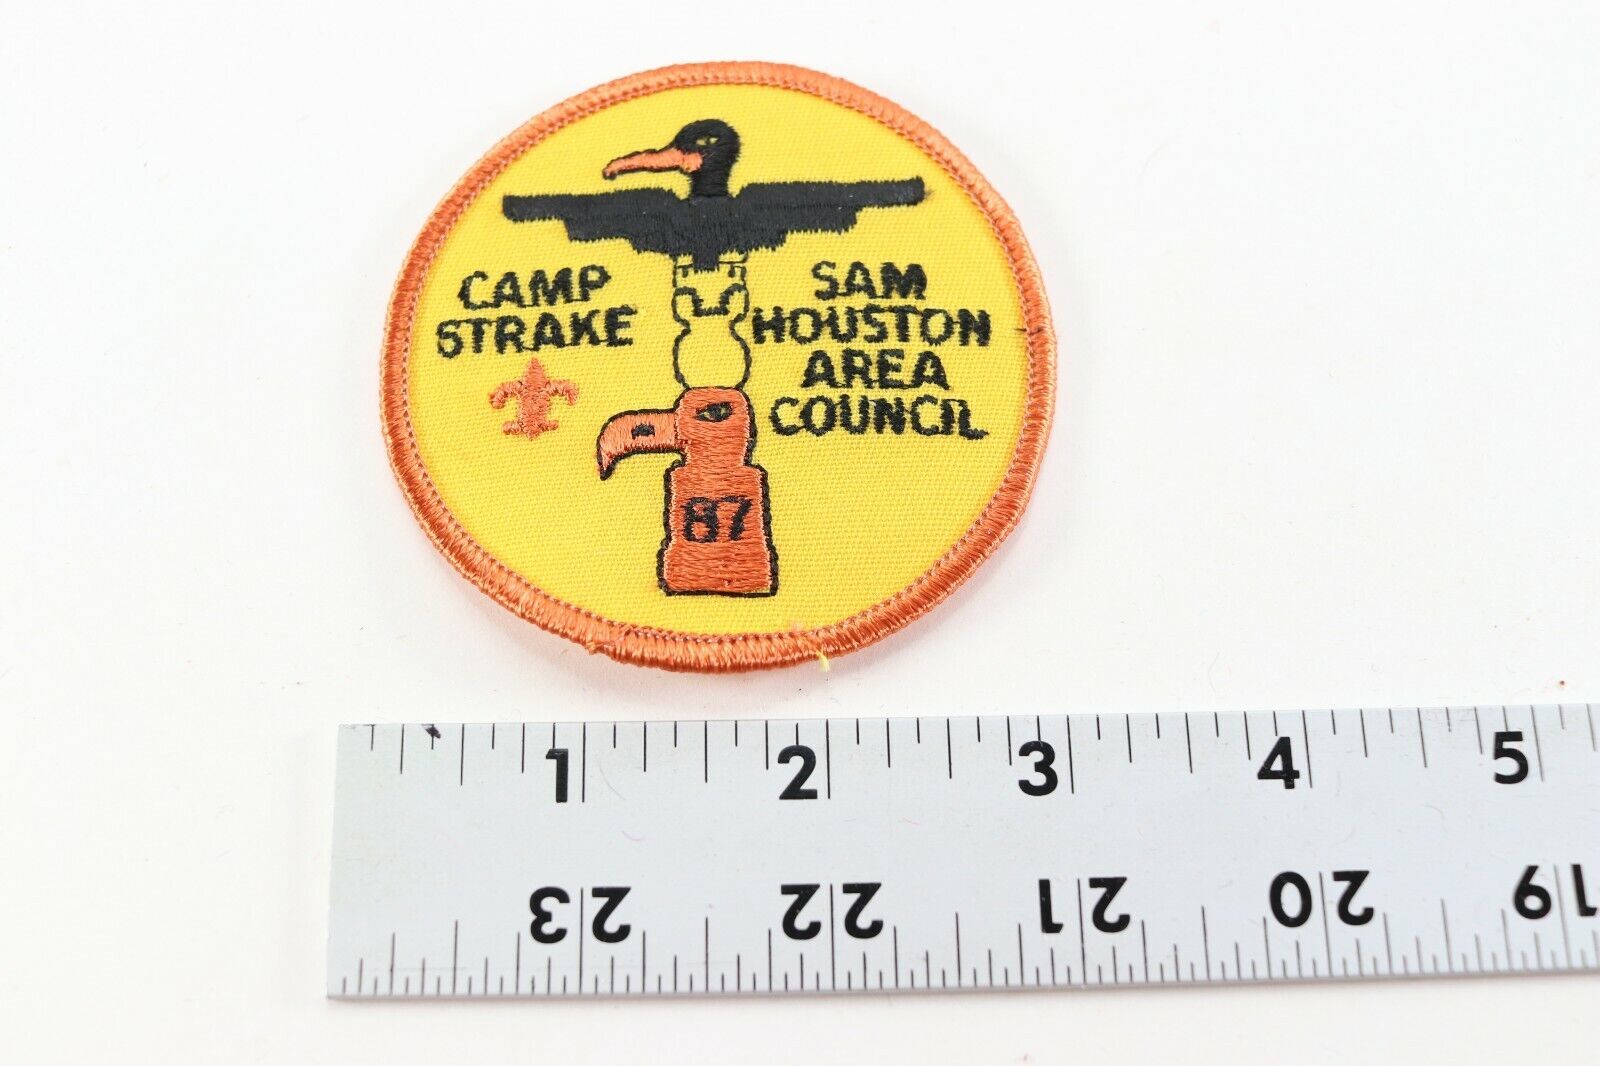 CAMP
STRAKE
SAM
HOUSTON
AREA
COUNCIL
87
1 2 3 4 5
23 22 21 20 19